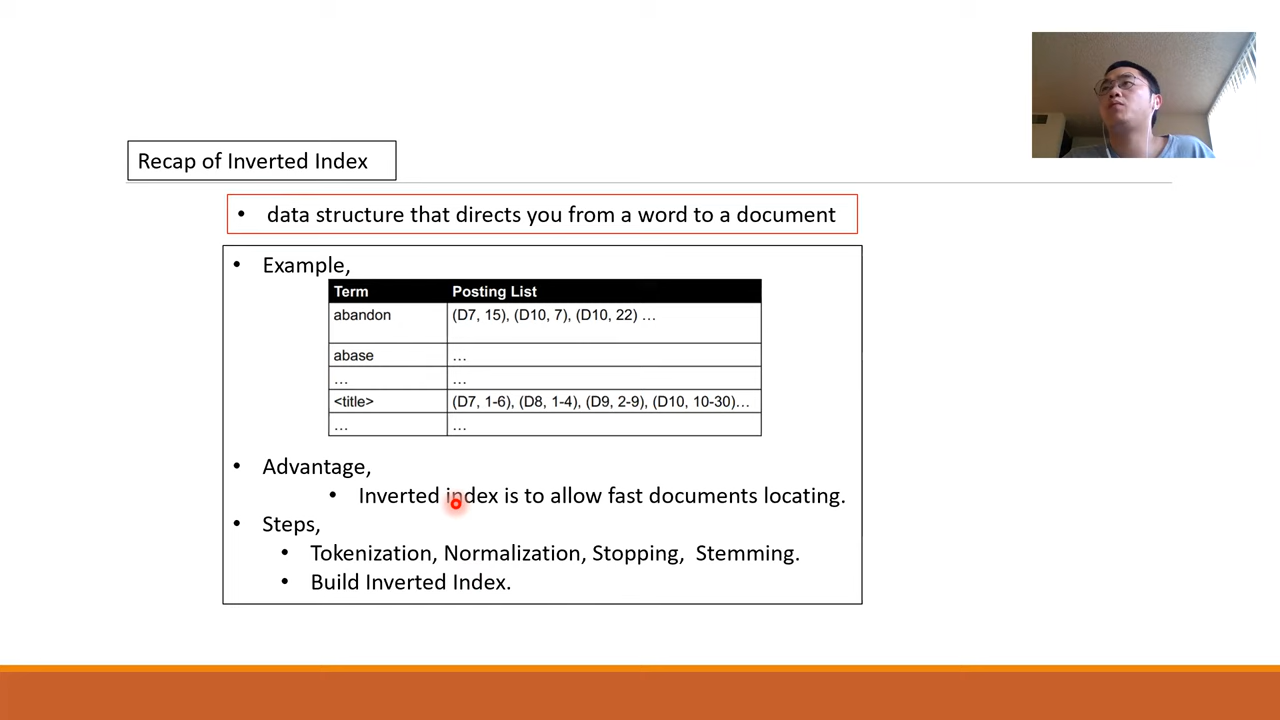 Recap of Inverted Index
• data structure that directs you from a word to a document
• Example,
Term Posting List
abandon (D7, 15), (D10, 7), (D10, 22) …
abase …
… …
<title> (D7, 1-6), (D8, 1-4), (D9, 2-9), (D10, 10-30)…
… …
• Advantage,
• Inverted index is to allow fast documents locating.
• Steps,
• Tokenization, Normalization, Stopping, Stemming.
• Build Inverted Index.